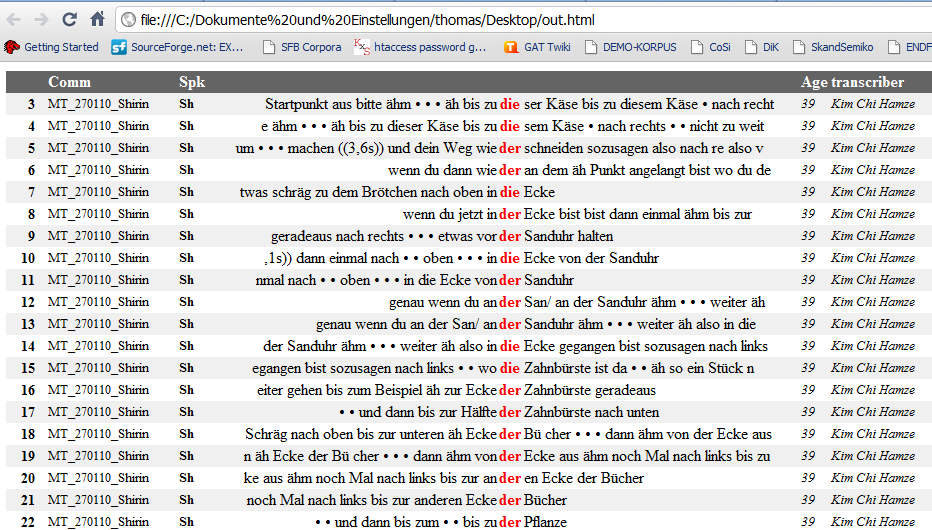 file:///C:/Dokumente%20und%20Einstellungen/thomas/Desktop/out.html
Getting Started SourceForge.net: EX... SFB Corpora htaccess password g... GAT Twiki DEMO-KORPUS CoSi DiK SkandSemiko ENDF
Comm Spk Age transcriber
3 MT_270110_Shirin Sh Startpunkt aus bitte ähm • • • äh bis zu die ser Käse bis zu diesem Käse • nach recht 39 Kim Chi Hamze
4 MT_270110_Shirin Sh e ähm • • • äh bis zu dieser Käse bis zu die sem Käse • nach rechts • • nicht zu weit 39 Kim Chi Hamze
5 MT_270110_Shirin Sh um • • • machen ((3,6s)) und dein Weg wie der schneiden sozusagen also nach re also v 39 Kim Chi Hamze
6 MT_270110_Shirin Sh wenn du dann wie der an dem äh Punkt angelangt bist wo du de 39 Kim Chi Hamze
7 MT_270110_Shirin Sh twas schräg zu dem Brötchen nach oben in die Ecke 39 Kim Chi Hamze
8 MT_270110_Shirin Sh wenn du jetzt in der Ecke bist bist dann einmal ähm bis zur 39 Kim Chi Hamze
9 MT_270110_Shirin Sh geradeaus nach rechts • • • etwas vor der Sanduhr halten 39 Kim Chi Hamze
10 MT_270110_Shirin Sh ,1s)) dann einmal nach • • oben • • • in die Ecke von der Sanduhr 39 Kim Chi Hamze
11 MT_270110_Shirin Sh nmal nach • • oben • • • in die Ecke von der Sanduhr 39 Kim Chi Hamze
12 MT_270110_Shirin Sh genau wenn du an der San/ an der Sanduhr ähm • • • weiter äh 39 Kim Chi Hamze
13 MT_270110_Shirin Sh genau wenn du an der San/ an der Sanduhr ähm • • • weiter äh also in die 39 Kim Chi Hamze
14 MT_270110_Shirin Sh der Sanduhr ähm • • • weiter äh also in die Ecke gegangen bist sozusagen nach links 39 Kim Chi Hamze
15 MT_270110_Shirin Sh egangen bist sozusagen nach links • • wo die Zahnbürste ist da • • äh so ein Stück n 39 Kim Chi Hamze
16 MT_270110_Shirin Sh eiter gehen bis zum Beispiel äh zur Ecke der Zahnbürste geradeaus 39 Kim Chi Hamze
17 MT_270110_Shirin Sh • • und dann bis zur Hälfte der Zahnbürste nach unten 39 Kim Chi Hamze
18 MT_270110_Shirin Sh Schräg nach oben bis zur unteren äh Ecke der Bü cher • • • dann ähm von der Ecke aus 39 Kim Chi Hamze
19 MT_270110_Shirin Sh n äh Ecke der Bü cher • • • dann ähm von der Ecke aus ähm noch Mal nach links bis zu 39 Kim Chi Hamze
20 MT_270110_Shirin Sh ke aus ähm noch Mal nach links bis zur an der en Ecke der Bücher 39 Kim Chi Hamze
21 MT_270110_Shirin Sh noch Mal nach links bis zur anderen Ecke der Bücher 39 Kim Chi Hamze
22 MT_270110_Shirin Sh • • und dann bis zum • • bis zu der Pflanze 39 Kim Chi Hamze